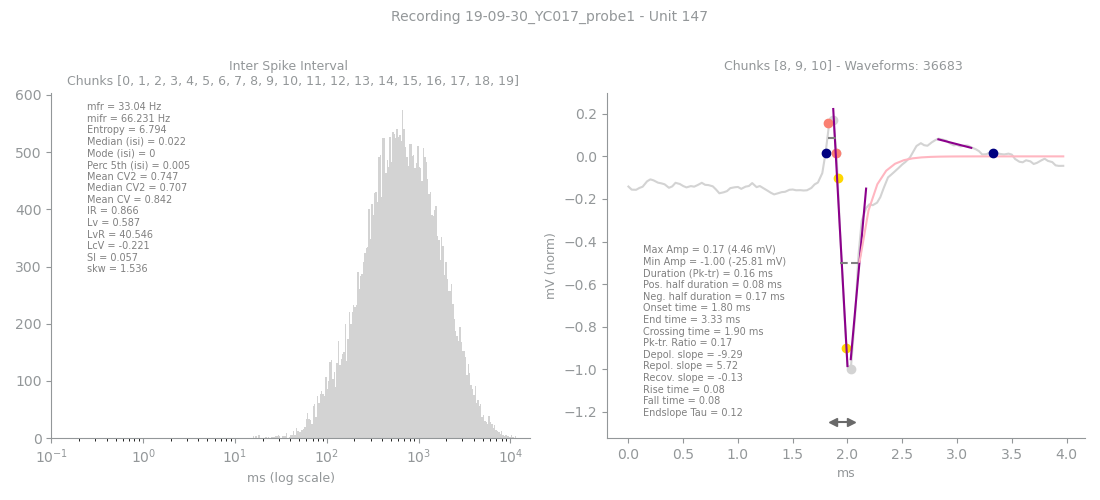 Recording 19-09-30_YC017_probe1 - Unit 147
Inter Spike Interval
Chunks [0, 1, 2, 3, 4, 5, 6, 7, 8, 9, 10, 11, 12, 13, 14, 15, 16, 17, 18, 19]
600
500
400
300
200
100
0
mfr = 33.04 Hz
mifr = 66.231 Hz
Entropy = 6.794
Median (isi) = 0.022
Mode (isi) = 0
Perc 5th (isi) = 0.005
Mean CV2 = 0.747
Median CV2 = 0.707
Mean CV = 0.842
IR = 0.866
Lv = 0.587
LvR = 40.546
LcV = -0.221
SI = 0.057
skw = 1.536
10⁻¹ 10⁰ 10¹ 10² 10³ 10⁴
ms (log scale)
Chunks [8, 9, 10] - Waveforms: 36683
mV (norm)
0.2
0.0
−0.2
−0.4
−0.6
−0.8
−1.0
−1.2
Max Amp = 0.17 (4.46 mV)
Min Amp = -1.00 (-25.81 mV)
Duration (Pk-tr) = 0.16 ms
Pos. half duration = 0.08 ms
Neg. half duration = 0.17 ms
Onset time = 1.80 ms
End time = 3.33 ms
Crossing time = 1.90 ms
Pk-tr. Ratio = 0.17
Depol. slope = -9.29
Repol. slope = 5.72
Recov. slope = -0.13
Rise time = 0.08
Fall time = 0.08
Endslope Tau = 0.12
0.0 0.5 1.0 1.5 2.0 2.5 3.0 3.5 4.0
ms